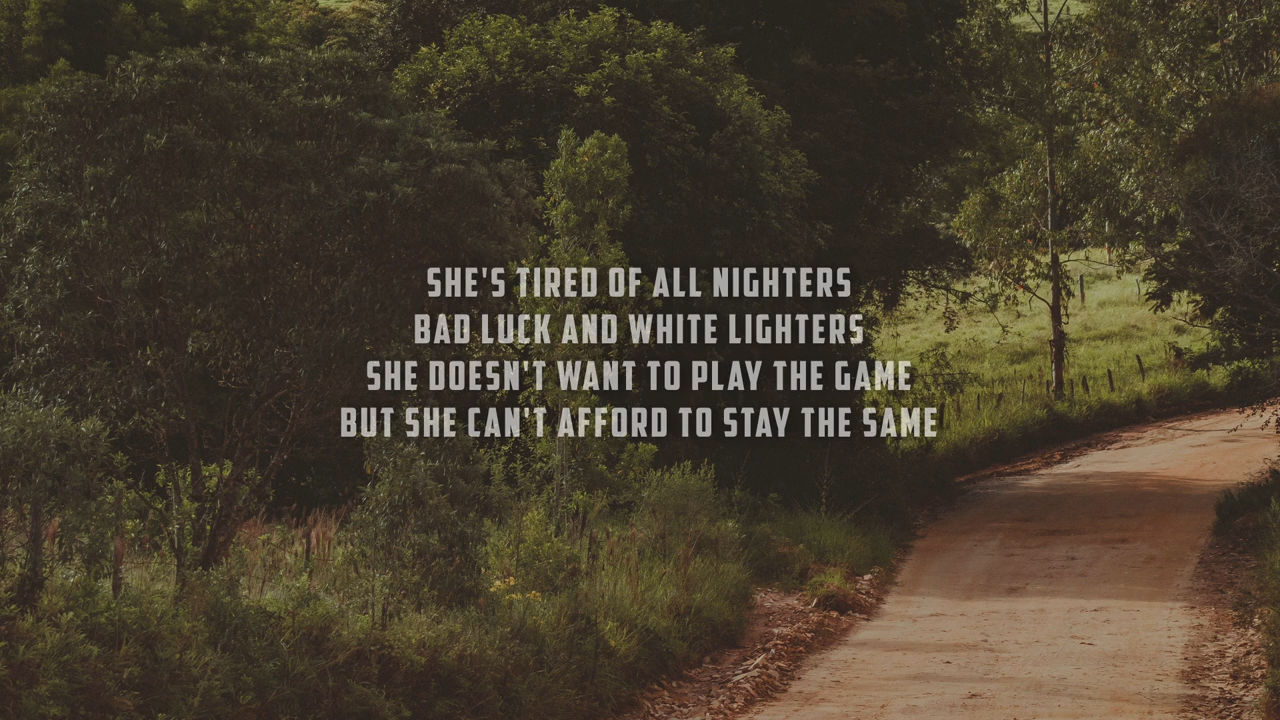 SHE'S TIRED OF ALL NIGHTERS
BAD LUCK AND WHITE LIGHTERS
SHE DOESN'T WANT TO PLAY THE GAME
BUT SHE CAN'T AFFORD TO STAY THE SAME